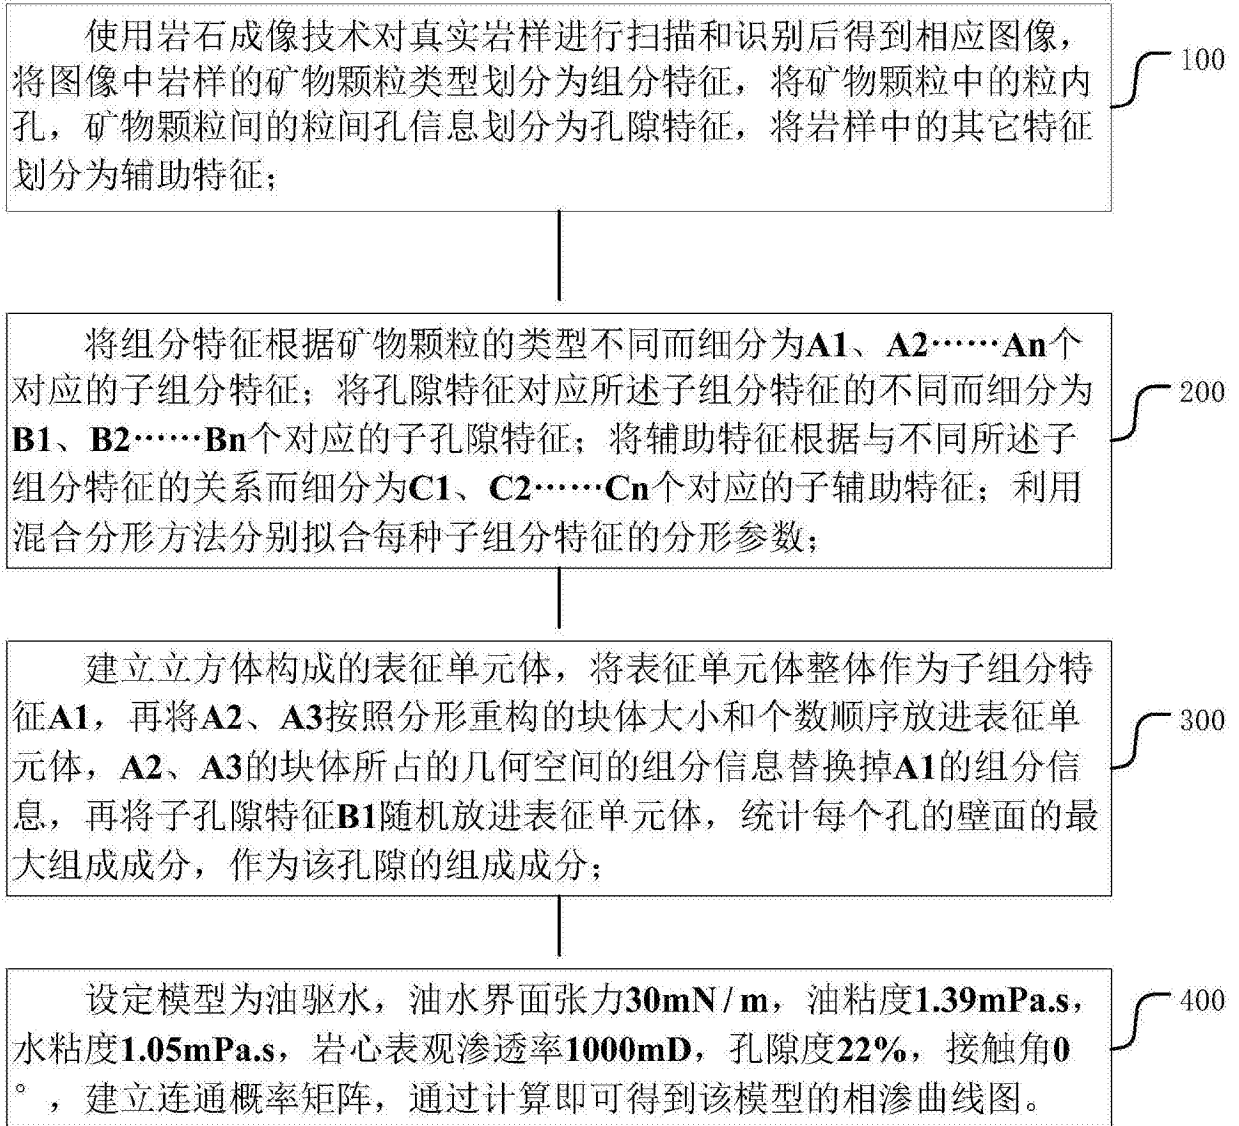 使用岩石成像技术对真实岩样进行扫描和识别后得到相应图像，
将图像中岩样的矿物颗粒类型划分为组分特征，将矿物颗粒中的粒内
孔，矿物颗粒间的粒间孔信息划分为孔隙特征，将岩样中的其它特征
划分为辅助特征；
100
将组分特征根据矿物颗粒的类型不同而细分为A1、A2……An个
对应的子组分特征；将孔隙特征对应所述子组分特征的不同而细分为
B1、B2……Bn个对应的子孔隙特征；将辅助特征根据与不同所述子
组分特征的关系而细分为C1、C2……Cn个对应的子辅助特征；利用
混合分形方法分别拟合每种子组分特征的分形参数；
200
建立立方体构成的表征单元体，将表征单元体整体作为子组分特
征A1，再将A2、A3按照分形重构的块体大小和个数顺序放进表征单
元体，A2、A3的块体所占的几何空间的组分信息替换掉A1的组分信
息，再将子孔隙特征B1随机放进表征单元体，统计每个孔的壁面的最
大组成成分，作为该孔隙的组成成分；
300
设定模型为油驱水，油水界面张力30mN/m，油粘度1.39mPa.s，
水粘度1.05mPa.s，岩心表观渗透率1000mD，孔隙度22%，接触角0
°，建立连通概率矩阵，通过计算即可得到该模型的相渗曲线图。
400